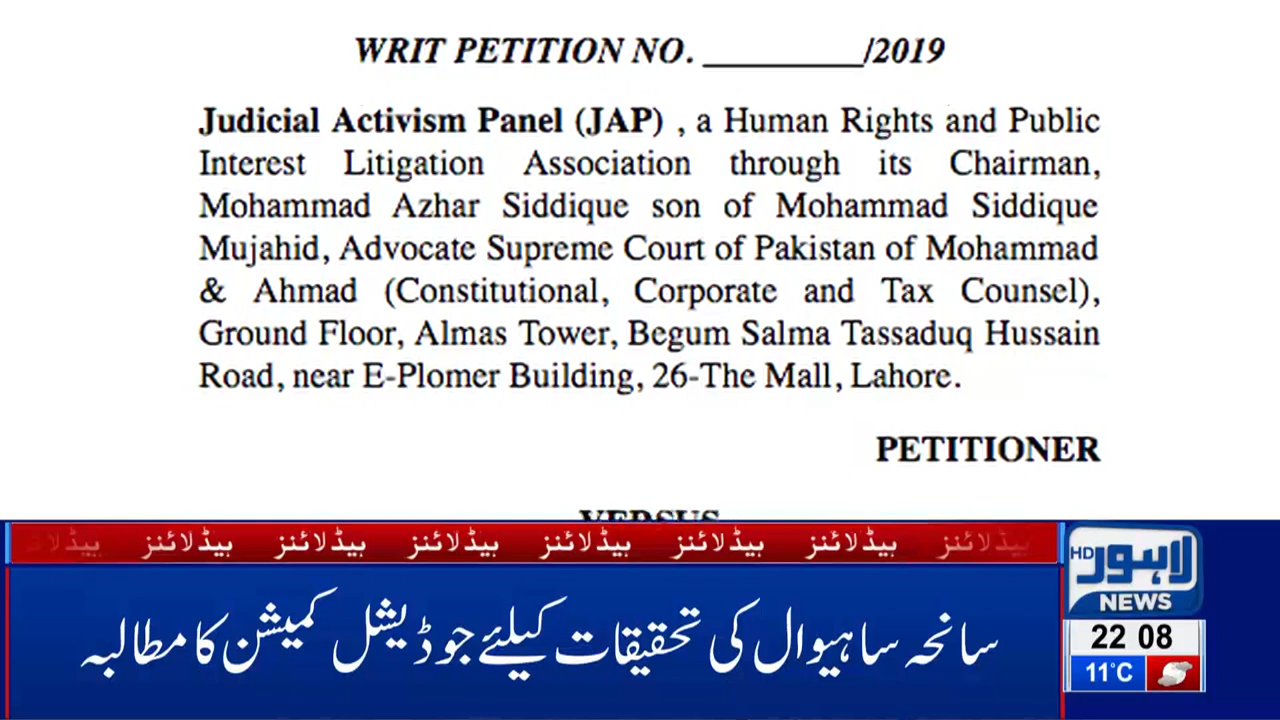 WRIT PETITION NO. __________/2019
Judicial Activism Panel (JAP) , a Human Rights and Public
Interest Litigation Association through its Chairman,
Mohammad Azhar Siddique son of Mohammad Siddique
Mujahid, Advocate Supreme Court of Pakistan of Mohammad
& Ahmad (Constitutional, Corporate and Tax Counsel),
Ground Floor, Almas Tower, Begum Salma Tassaduq Hussain
Road, near E-Plomer Building, 26-The Mall, Lahore.
PETITIONER
VERSUS
ہیڈلائنز ہیڈلائنز ہیڈلائنز ہیڈلائنز ہیڈلائنز ہیڈلائنز ہیڈلائنز ہیڈلائنز
سانحہ ساہیوال کی تحقیقات کیلئے جوڈیشل کمیشن کا مطالبہ
HD لاہور
NEWS
22 08
11°C